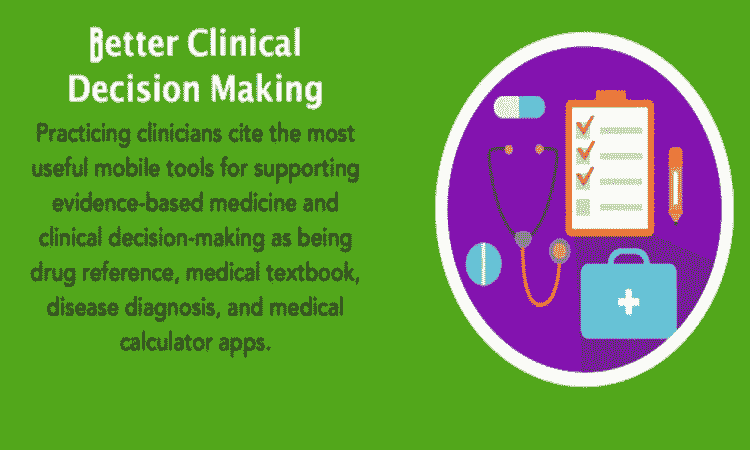 Better Clinical
Decision Making
Practicing clinicians cite the most
useful mobile tools for supporting
evidence-based medicine and
clinical decision-making as being
drug reference, medical textbook,
disease diagnosis, and medical
calculator apps.